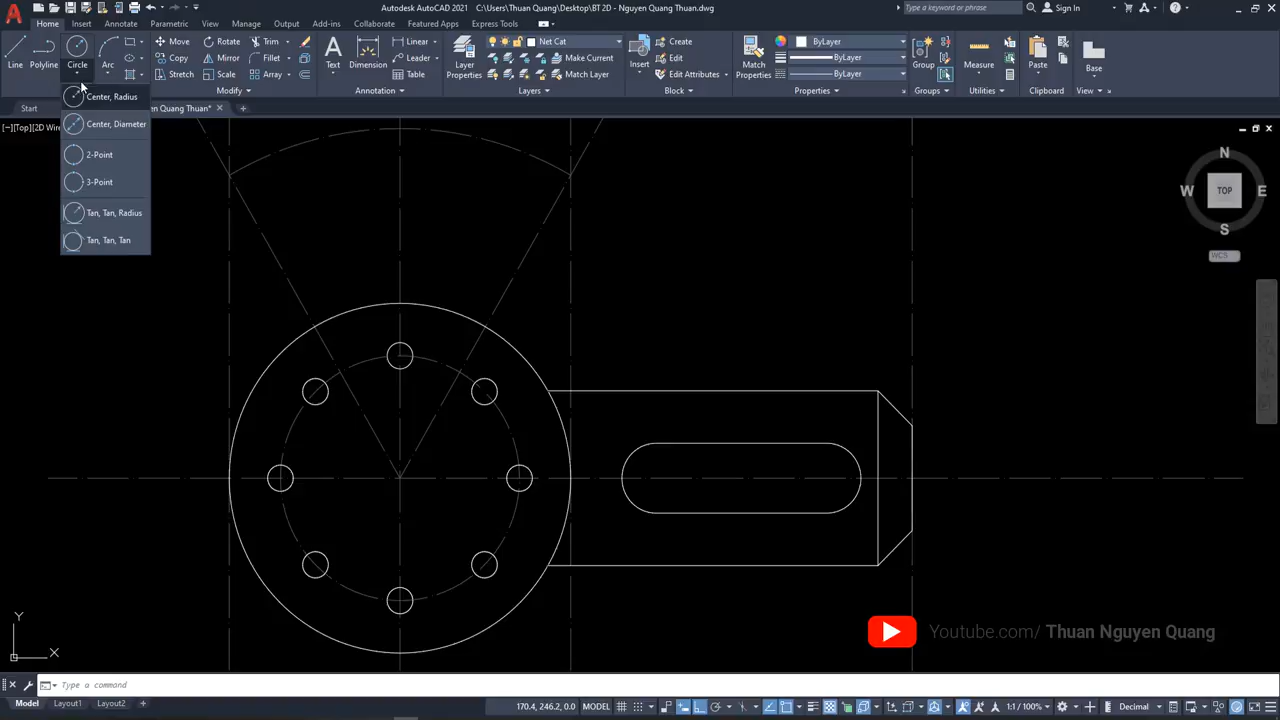 Autodesk AutoCAD 2021 C:\Users\Thuan Quang\Desktop\BT 2D - Nguyen Quang Thuan.dwg
Type a keyword or phrase
Sign In
Home Insert Annotate Parametric View Manage Output Add-ins Collaborate Featured Apps Express Tools
Line
Polyline
Circle
Arc
Move Rotate Trim
Copy Mirror Fillet
Stretch Scale Array
Modify
Text
Dimension
Linear
Leader
Table
Annotation
Layer
Properties
Net Cat
Make Current
Match Layer
Layers
Insert
Create
Edit
Edit Attributes
Block
Match
Properties
ByLayer
ByLayer
ByLayer
Properties
Group
Groups
Measure
Utilities
Paste
Clipboard
Base
View
Start
en Quang Thuan*
Center, Radius
Center, Diameter
2-Point
3-Point
Tan, Tan, Radius
Tan, Tan, Tan
[−][Top][2D Wir
N
W TOP E
S
WCS
Youtube.com/ Thuan Nguyen Quang
Y
X
Type a command
Model Layout1 Layout2
170.4, 246.2, 0.0 MODEL 1:1 / 100% Decimal